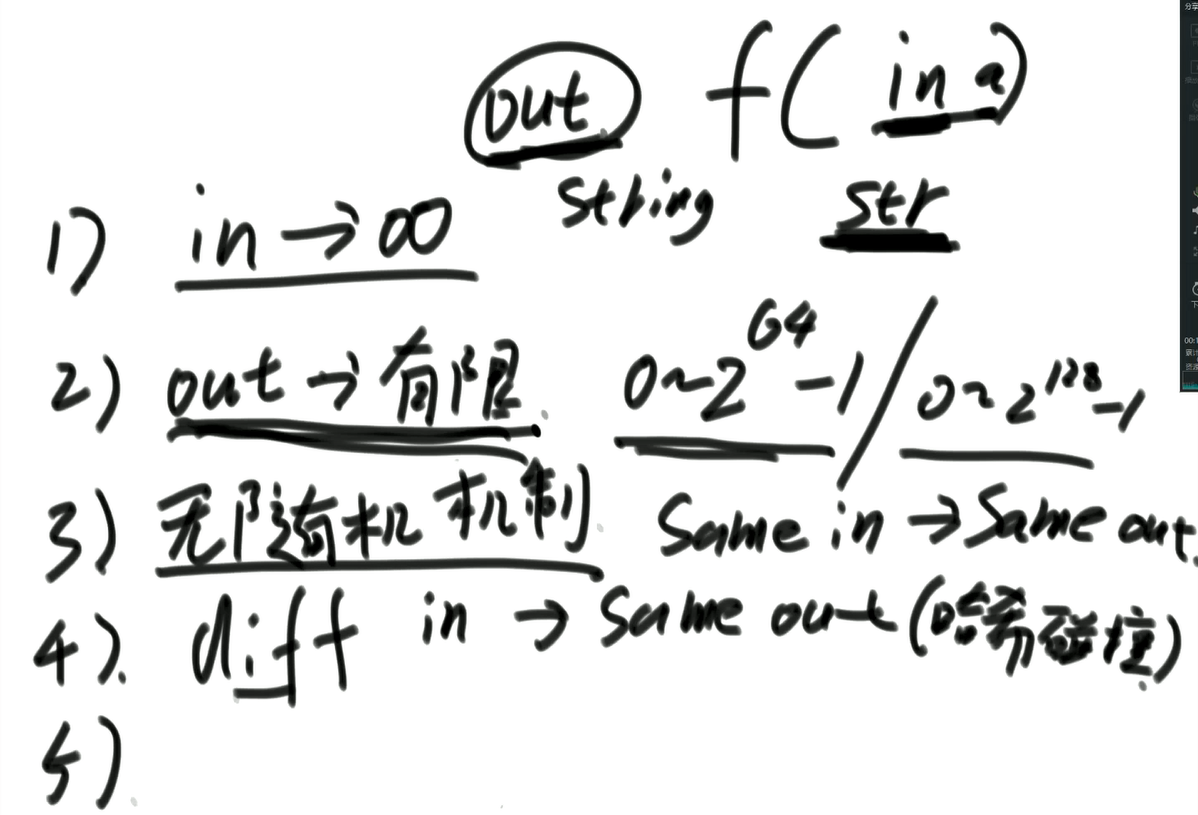 out f(in a)
string str
1) in → ∞
2) out → 有限 0~2^64-1 / 0~2^128-1
3) 无随机机制 Same in → Same out.
4). diff in → Same out (哈希碰撞)
5).